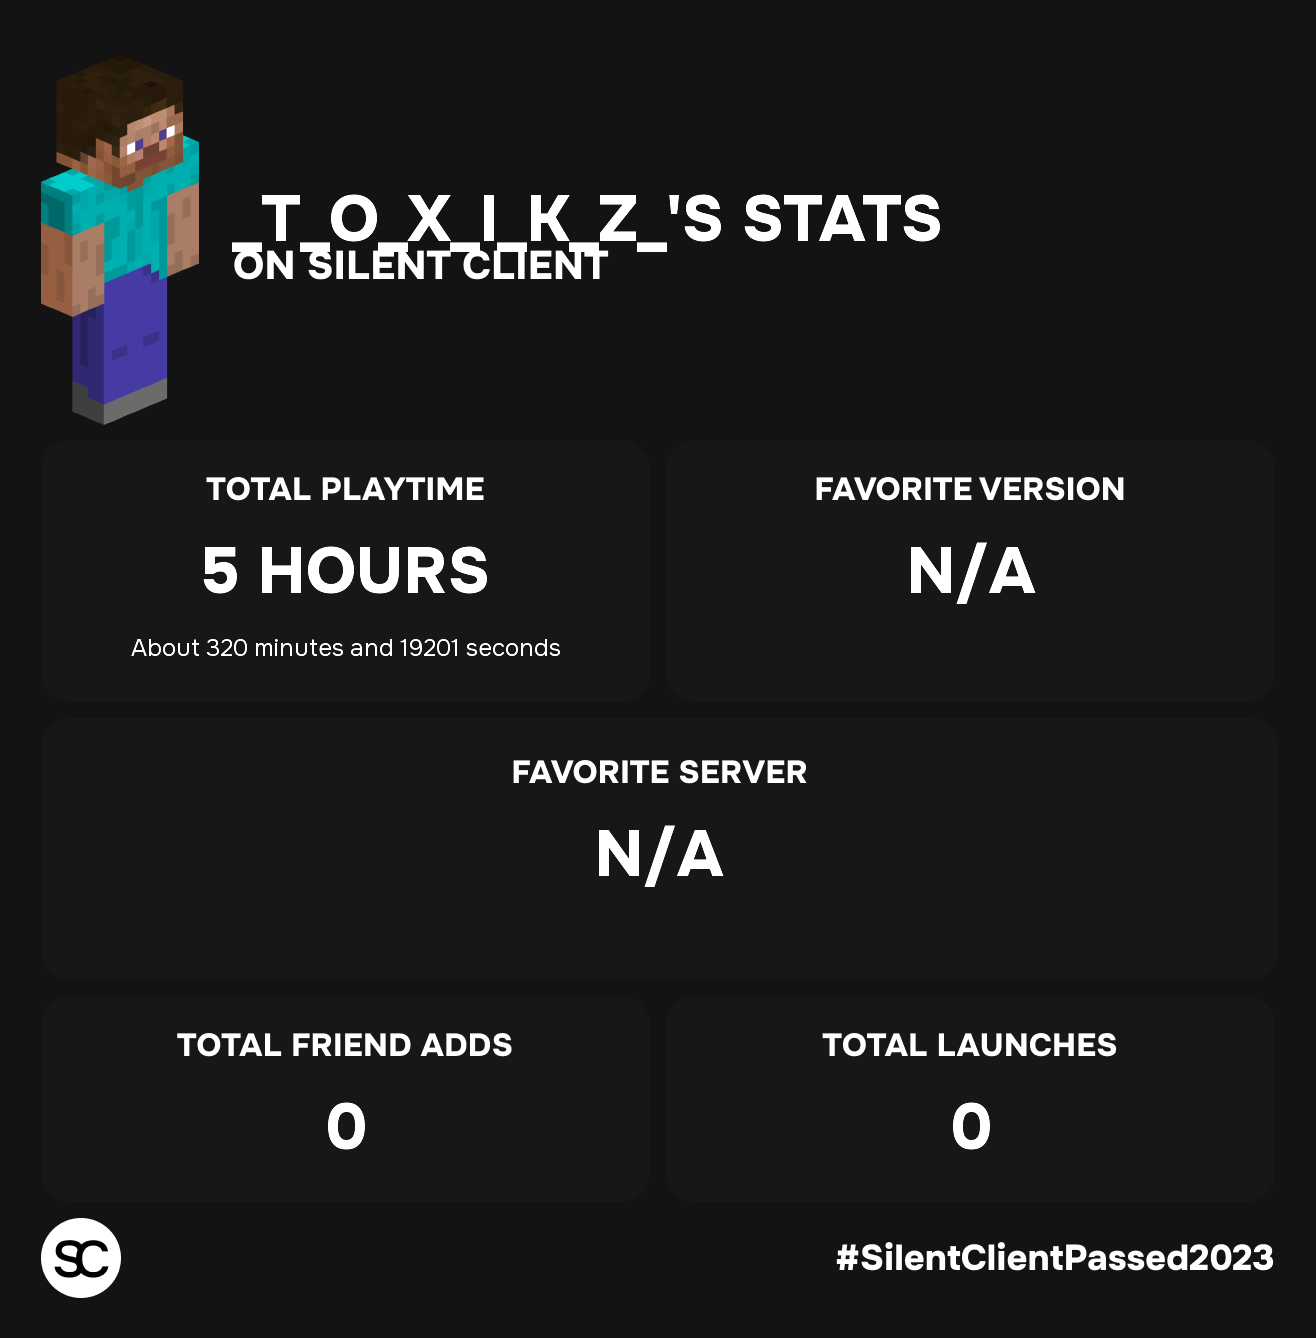 _T_O_X_I_K_Z_'S STATS
ON SILENT CLIENT
TOTAL PLAYTIME
5 HOURS
About 320 minutes and 19201 seconds
FAVORITE VERSION
N/A
FAVORITE SERVER
N/A
TOTAL FRIEND ADDS
0
TOTAL LAUNCHES
0
SC
#SilentClientPassed2023